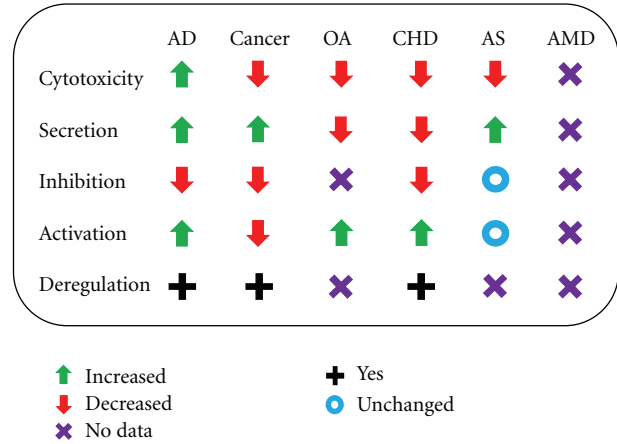 AD Cancer OA CHD AS AMD
Cytotoxicity
Secretion
Inhibition
Activation
Deregulation
Increased
Decreased
No data
Yes
Unchanged